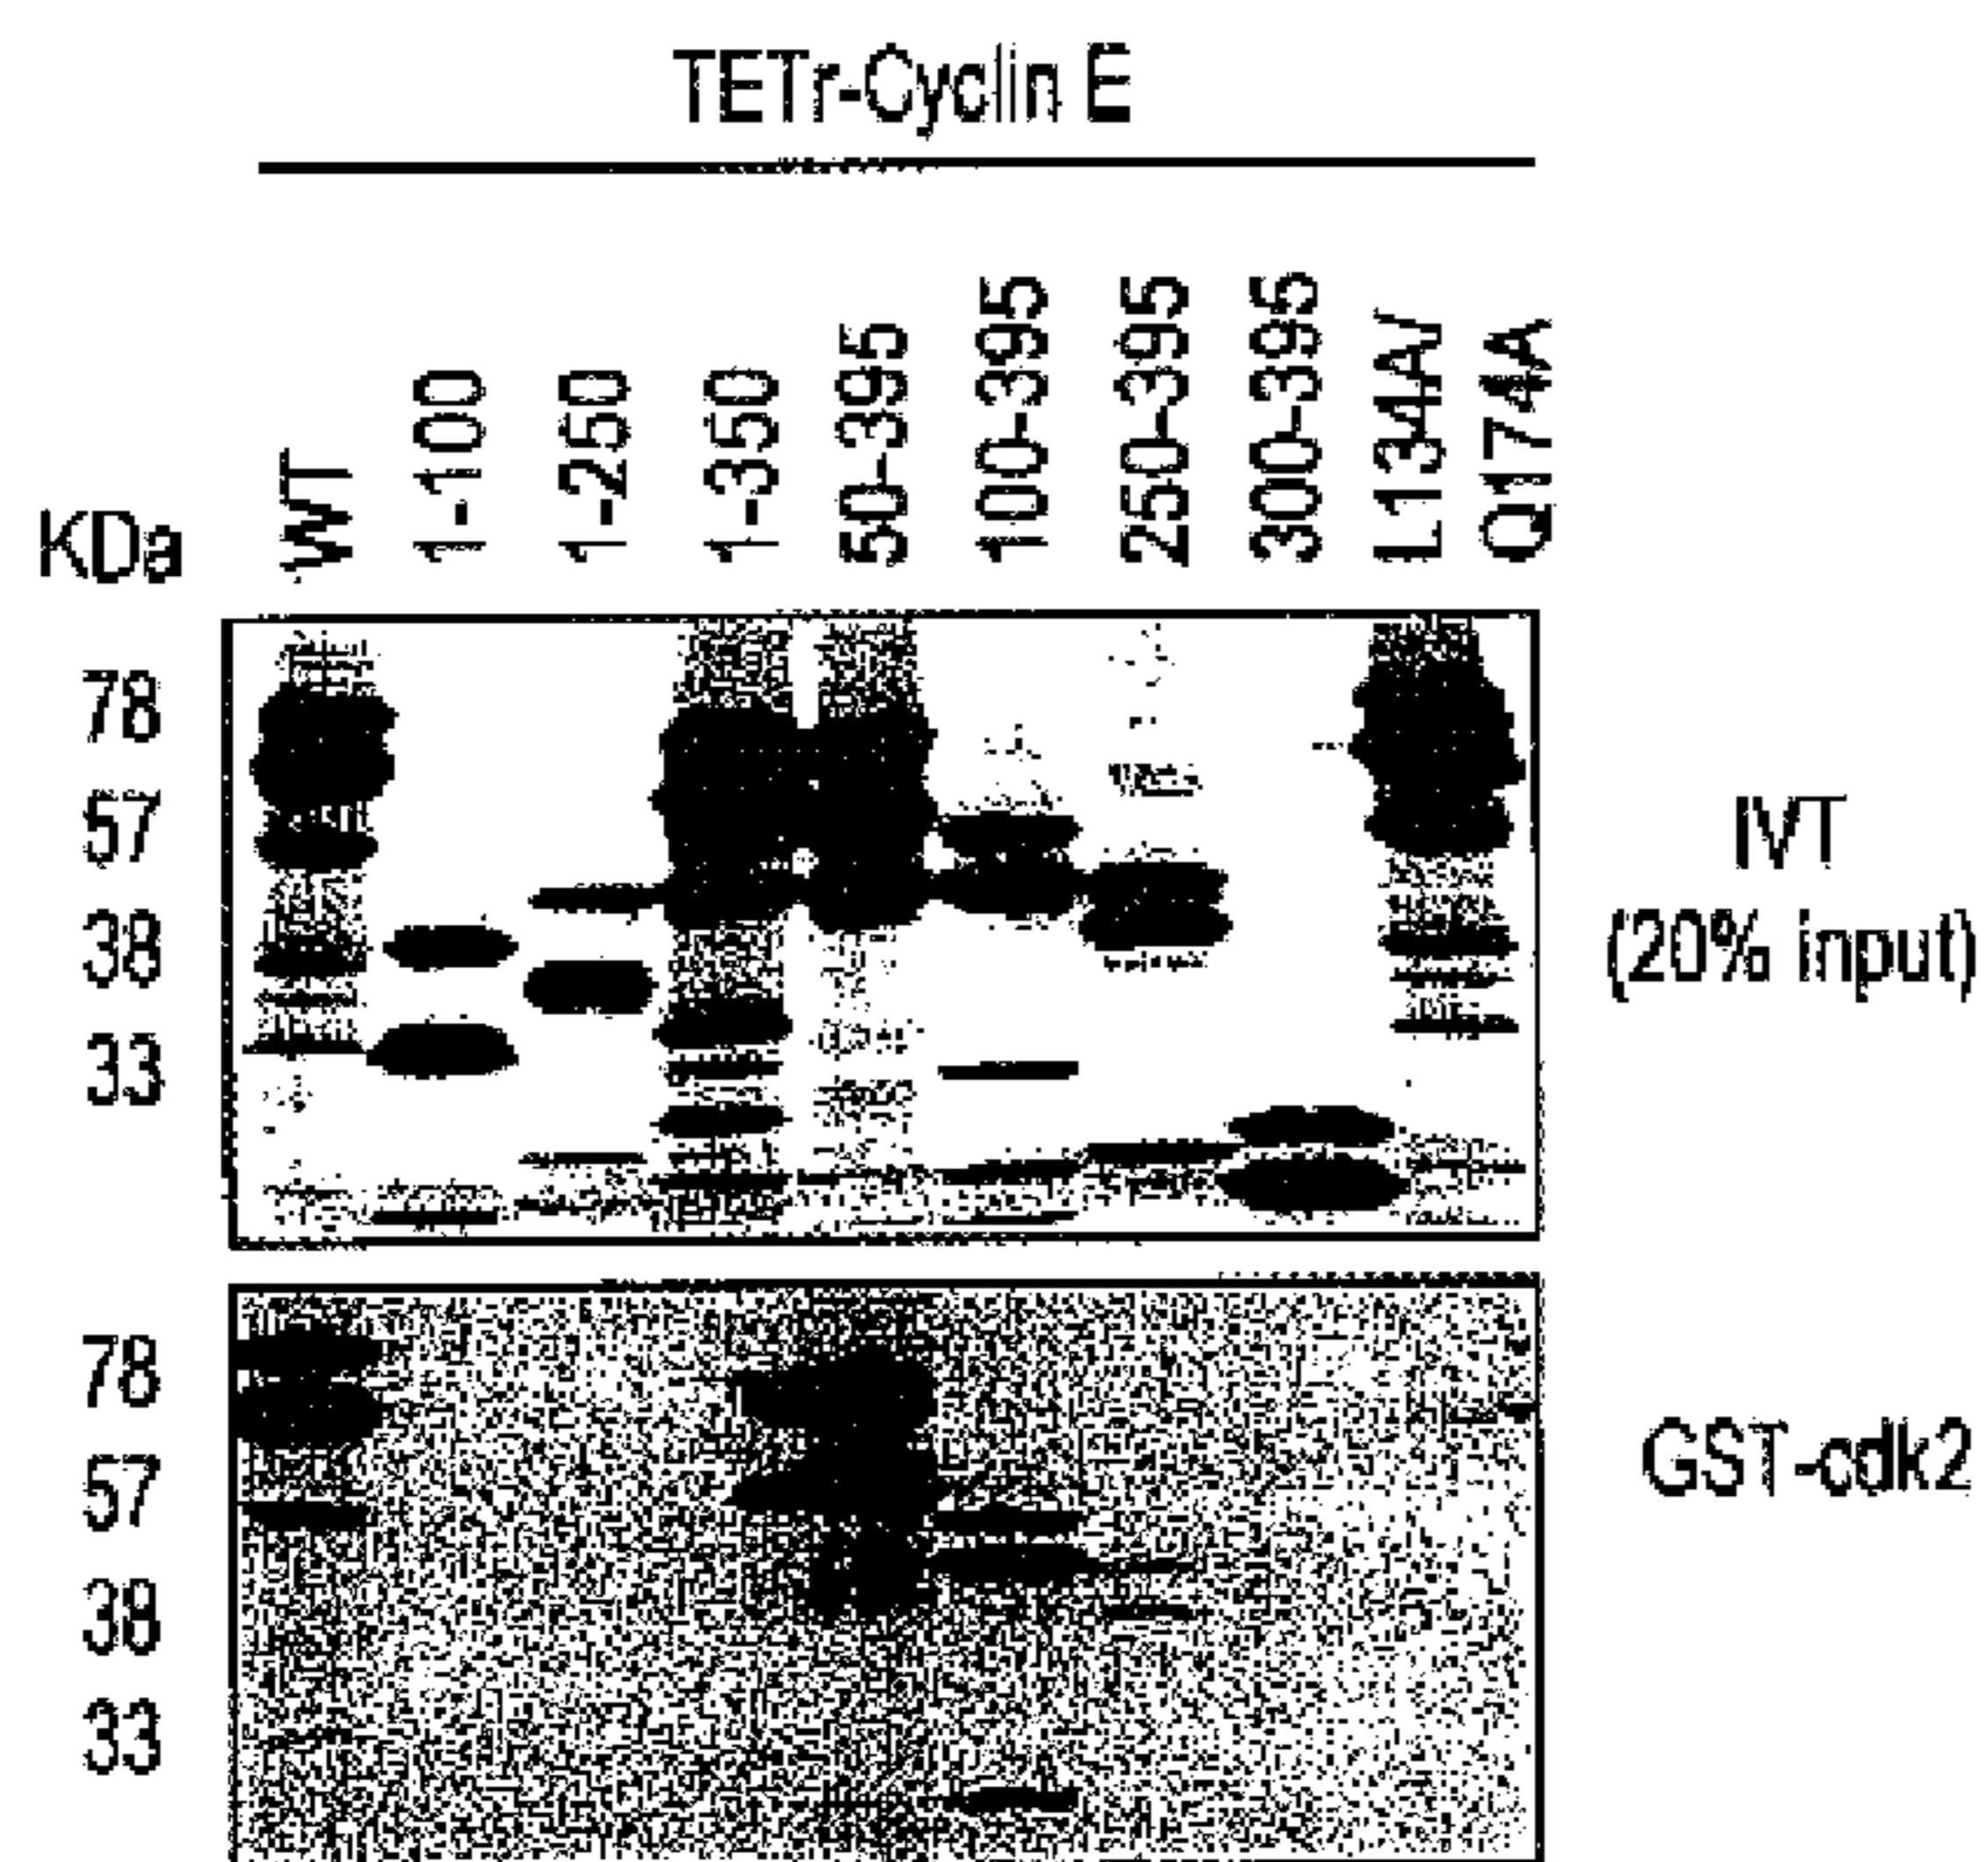 TETr-Cyclin E
KDa
WT
1-100
1-250
1-350
50-395
100-395
250-395
300-395
L134A/
Q174A
78
57
38
33
IVT
(20% input)
78
57
38
33
GST-cdk2